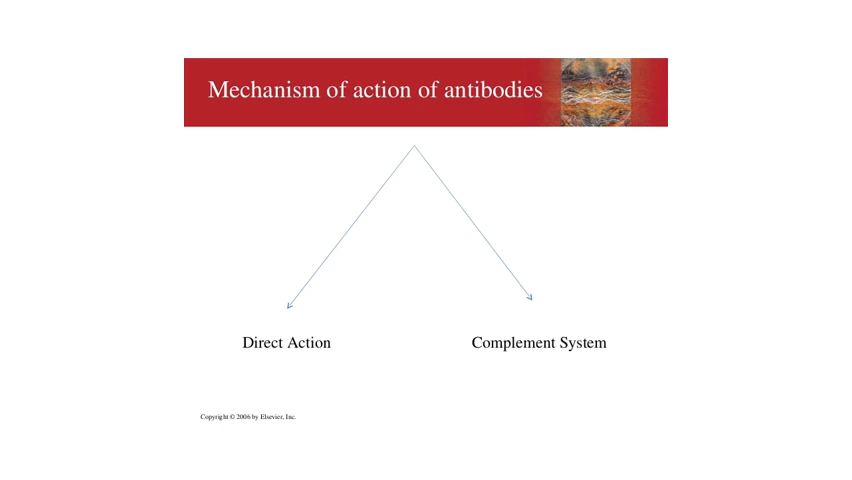 Mechanism of action of antibodies
Direct Action
Complement System
Copyright © 2006 by Elsevier, Inc.